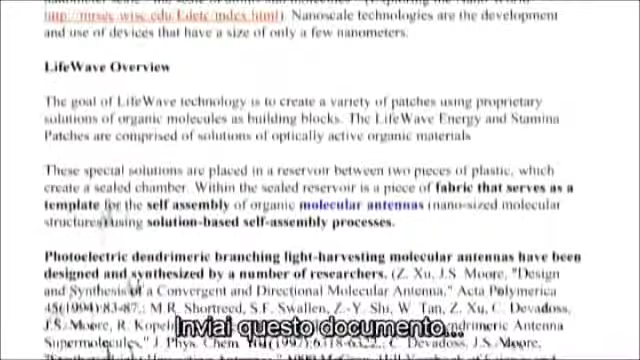 http://mrsec.wisc.edu/Edetc/index.html). Nanoscale technologies are the development
and use of devices that have a size of only a few nanometers.
LifeWave Overview
The goal of LifeWave technology is to create a variety of patches using proprietary
solutions of organic molecules as building blocks. The LifeWave Energy and Stamina
Patches are comprised of solutions of optically active organic materials
These special solutions are placed in a reservoir between two pieces of plastic, which
create a sealed chamber. Within the sealed reservoir is a piece of fabric that serves as a
template for the self assembly of organic molecular antennas (nano-sized molecular
structures) using solution-based self-assembly processes.
Photoelectric dendrimeric branching light-harvesting molecular antennas have been
designed and synthesized by a number of researchers. (Z. Xu, J.S. Moore, "Design
and Synthesis of a Convergent and Directional Molecular Antenna," Acta Polymerica
45(1994)83-87.; M.R. Shortreed, S.F. Swallen, Z.-Y. Shi, W. Tan, Z. Xu, C. Devadoss,
J.S. Moore, R. Kopel Dendrimeric Antenna
Supermolecules," J. Phys. Chem C. Devadoss, J.S. Moore,
Inviai questo documento...